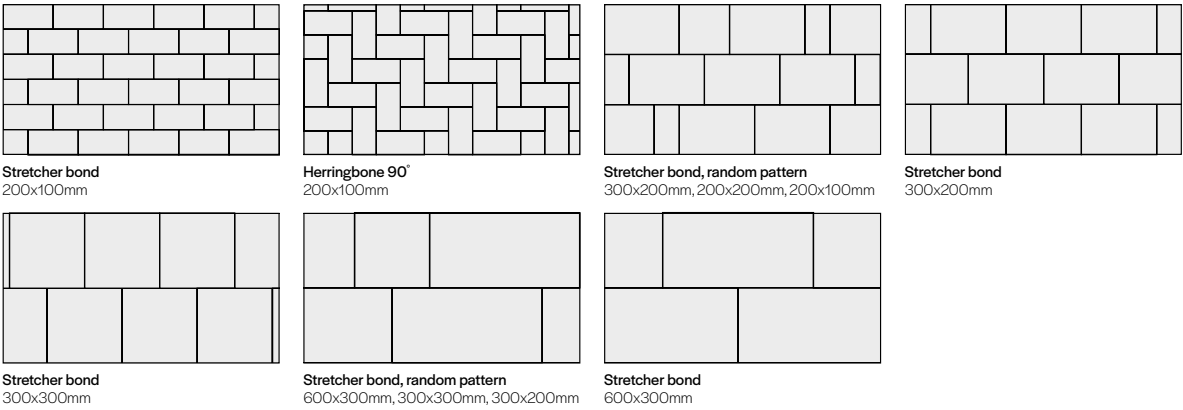 Stretcher bond
200x100mm
Herringbone 90°
200x100mm
Stretcher bond, random pattern
300x200mm, 200x200mm, 200x100mm
Stretcher bond
300x200mm
Stretcher bond
300x300mm
Stretcher bond, random pattern
600x300mm, 300x300mm, 300x200mm
Stretcher bond
600x300mm